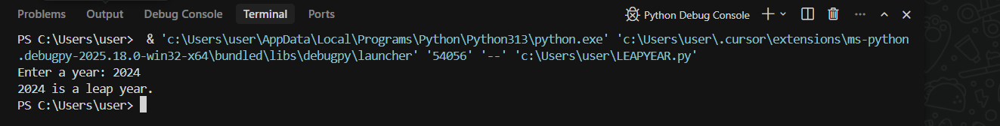 Problems Output Debug Console Terminal Ports Python Debug Console
PS C:\Users\user>  & 'c:\Users\user\AppData\Local\Programs\Python\Python313\python.exe' 'c:\Users\user\.cursor\extensions\ms-python
.debugpy-2025.18.0-win32-x64\bundled\libs\debugpy\launcher' '54056' '--' 'c:\Users\user\LEAPYEAR.py'
Enter a year: 2024
2024 is a leap year.
PS C:\Users\user>